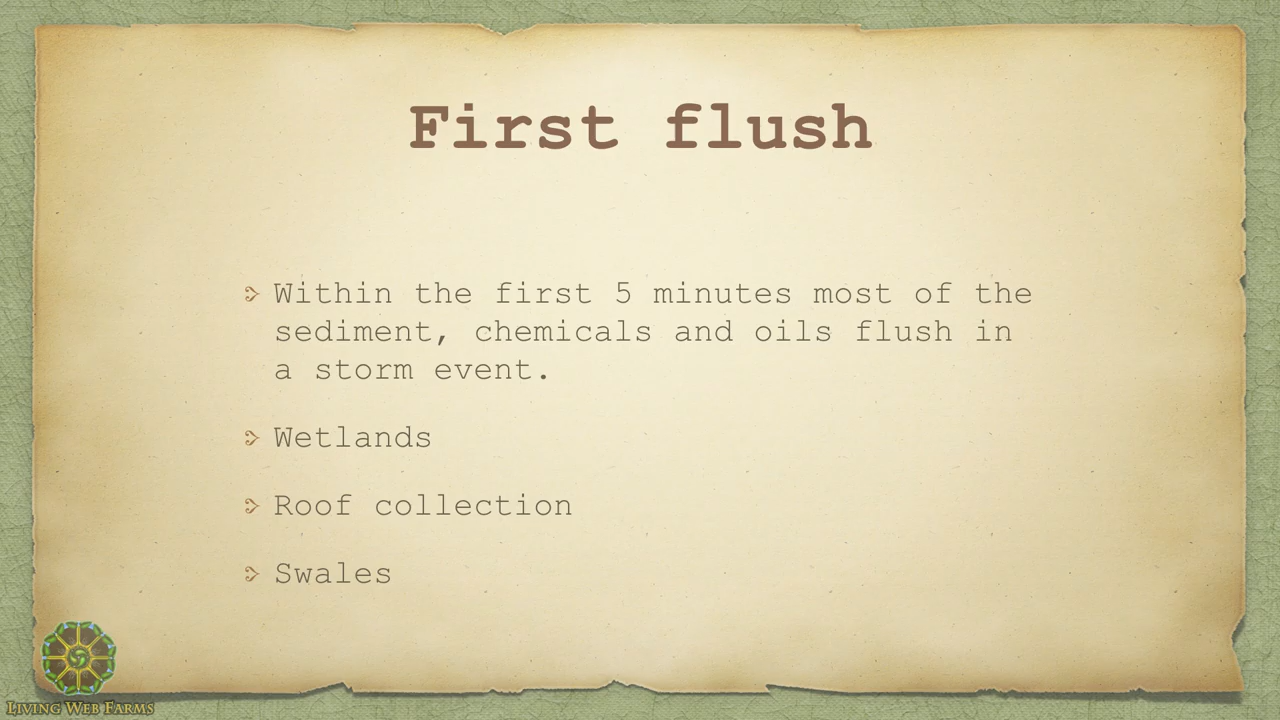 First flush
Within the first 5 minutes most of the
sediment, chemicals and oils flush in
a storm event.
Wetlands
Roof collection
Swales
Living Web Farms